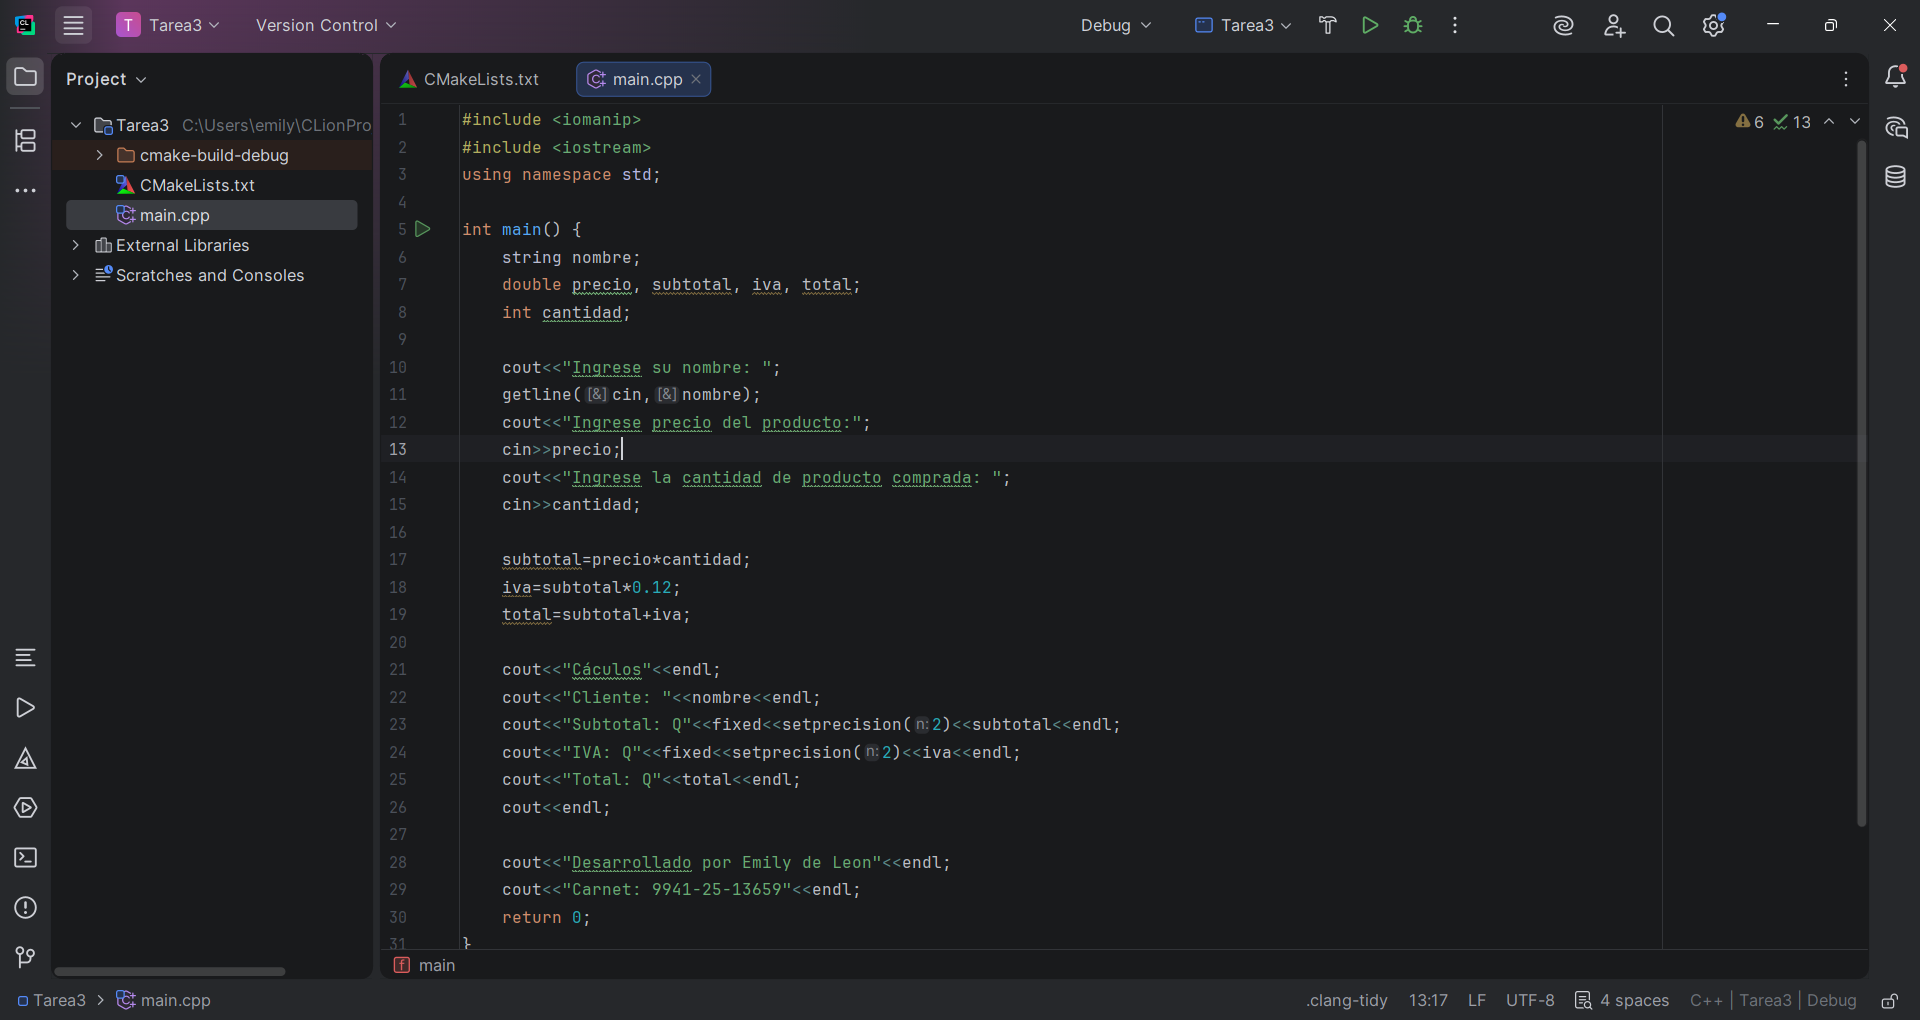 CL
T Tarea3
Version Control
Debug
Tarea3
Project
CMakeLists.txt
main.cpp
Tarea3 C:\Users\emily\CLionPro
cmake-build-debug
CMakeLists.txt
main.cpp
External Libraries
Scratches and Consoles
6 13
1 #include <iomanip>
2 #include <iostream>
3 using namespace std;
4
5 int main() {
6 string nombre;
7 double precio, subtotal, iva, total;
8 int cantidad;
9
10 cout<<"Ingrese su nombre: ";
11 getline([&]cin,[&]nombre);
12 cout<<"Ingrese precio del producto:";
13 cin>>precio;
14 cout<<"Ingrese la cantidad de producto comprada: ";
15 cin>>cantidad;
16
17 subtotal=precio*cantidad;
18 iva=subtotal*0.12;
19 total=subtotal+iva;
20
21 cout<<"Cáculos"<<endl;
22 cout<<"Cliente: "<<nombre<<endl;
23 cout<<"Subtotal: Q"<<fixed<<setprecision(n:2)<<subtotal<<endl;
24 cout<<"IVA: Q"<<fixed<<setprecision(n:2)<<iva<<endl;
25 cout<<"Total: Q"<<total<<endl;
26 cout<<endl;
27
28 cout<<"Desarrollado por Emily de Leon"<<endl;
29 cout<<"Carnet: 9941-25-13659"<<endl;
30 return 0;
31 }
f main
Tarea3 > main.cpp
.clang-tidy 13:17 LF UTF-8 4 spaces C++ | Tarea3 | Debug